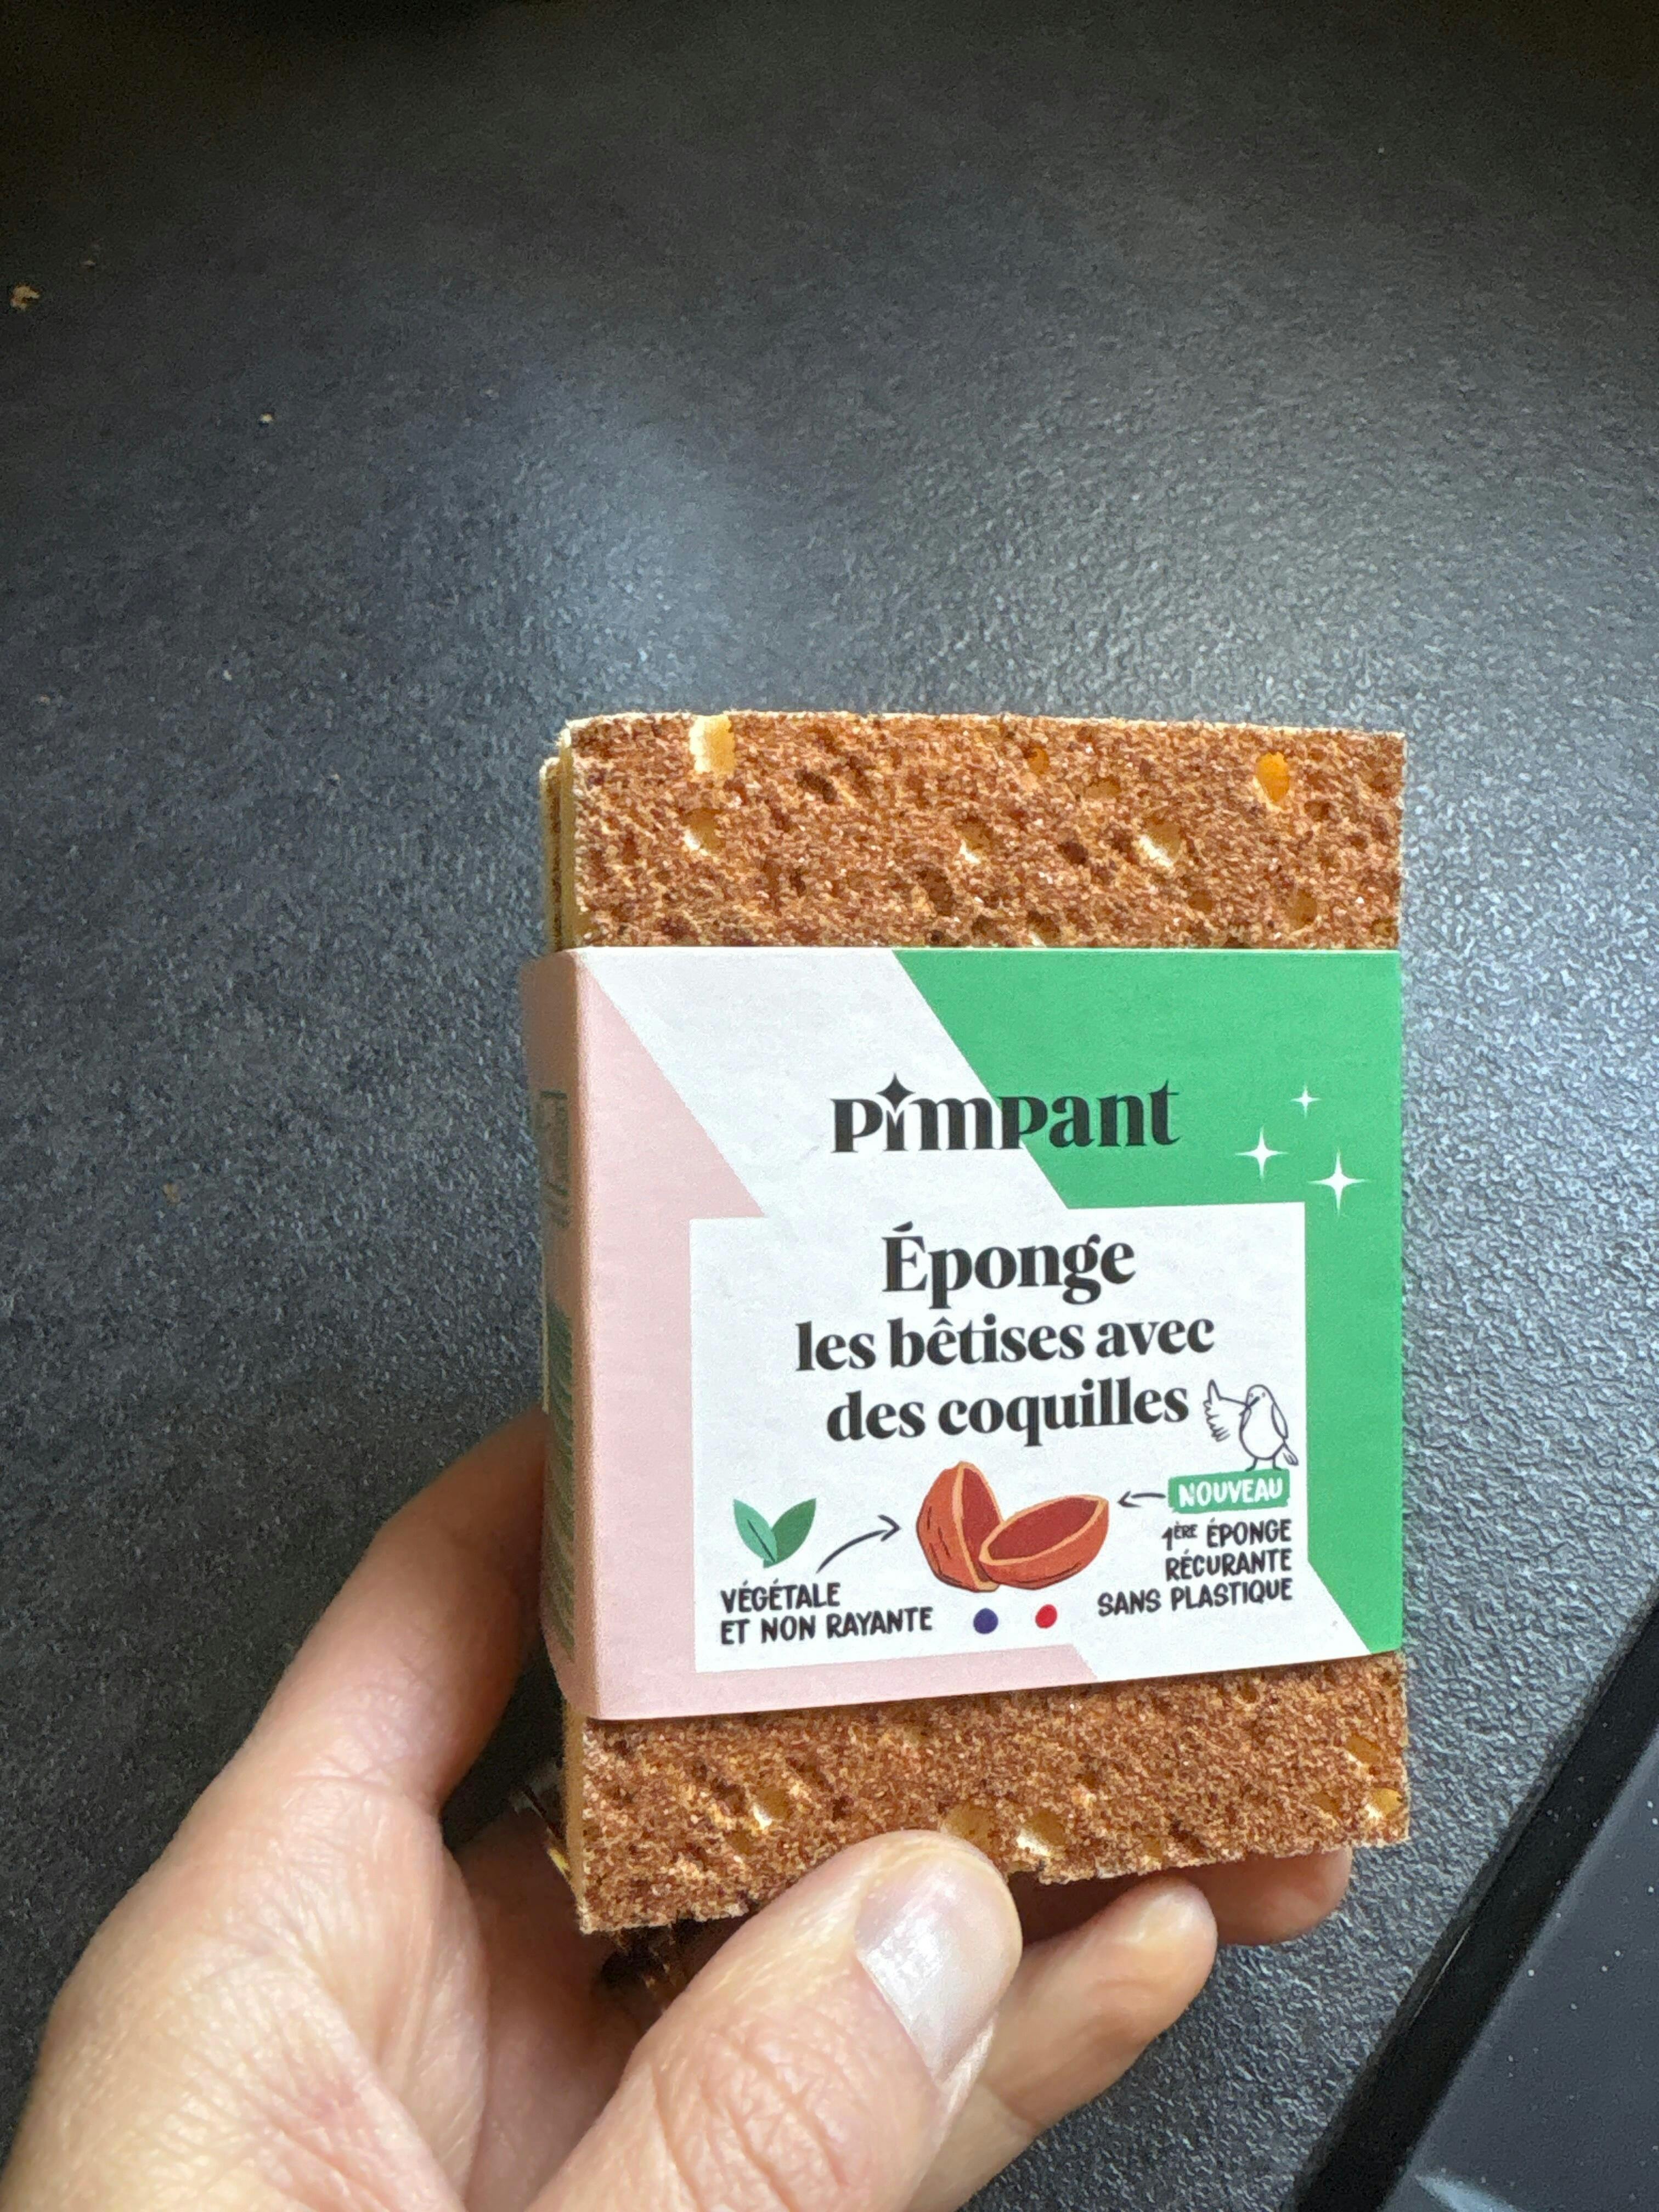 pimpant
Éponge
les bêtises avec
des coquilles
NOUVEAU
1ÈRE ÉPONGE
RÉCURANTE
SANS PLASTIQUE
VÉGÉTALE
ET NON RAYANTE